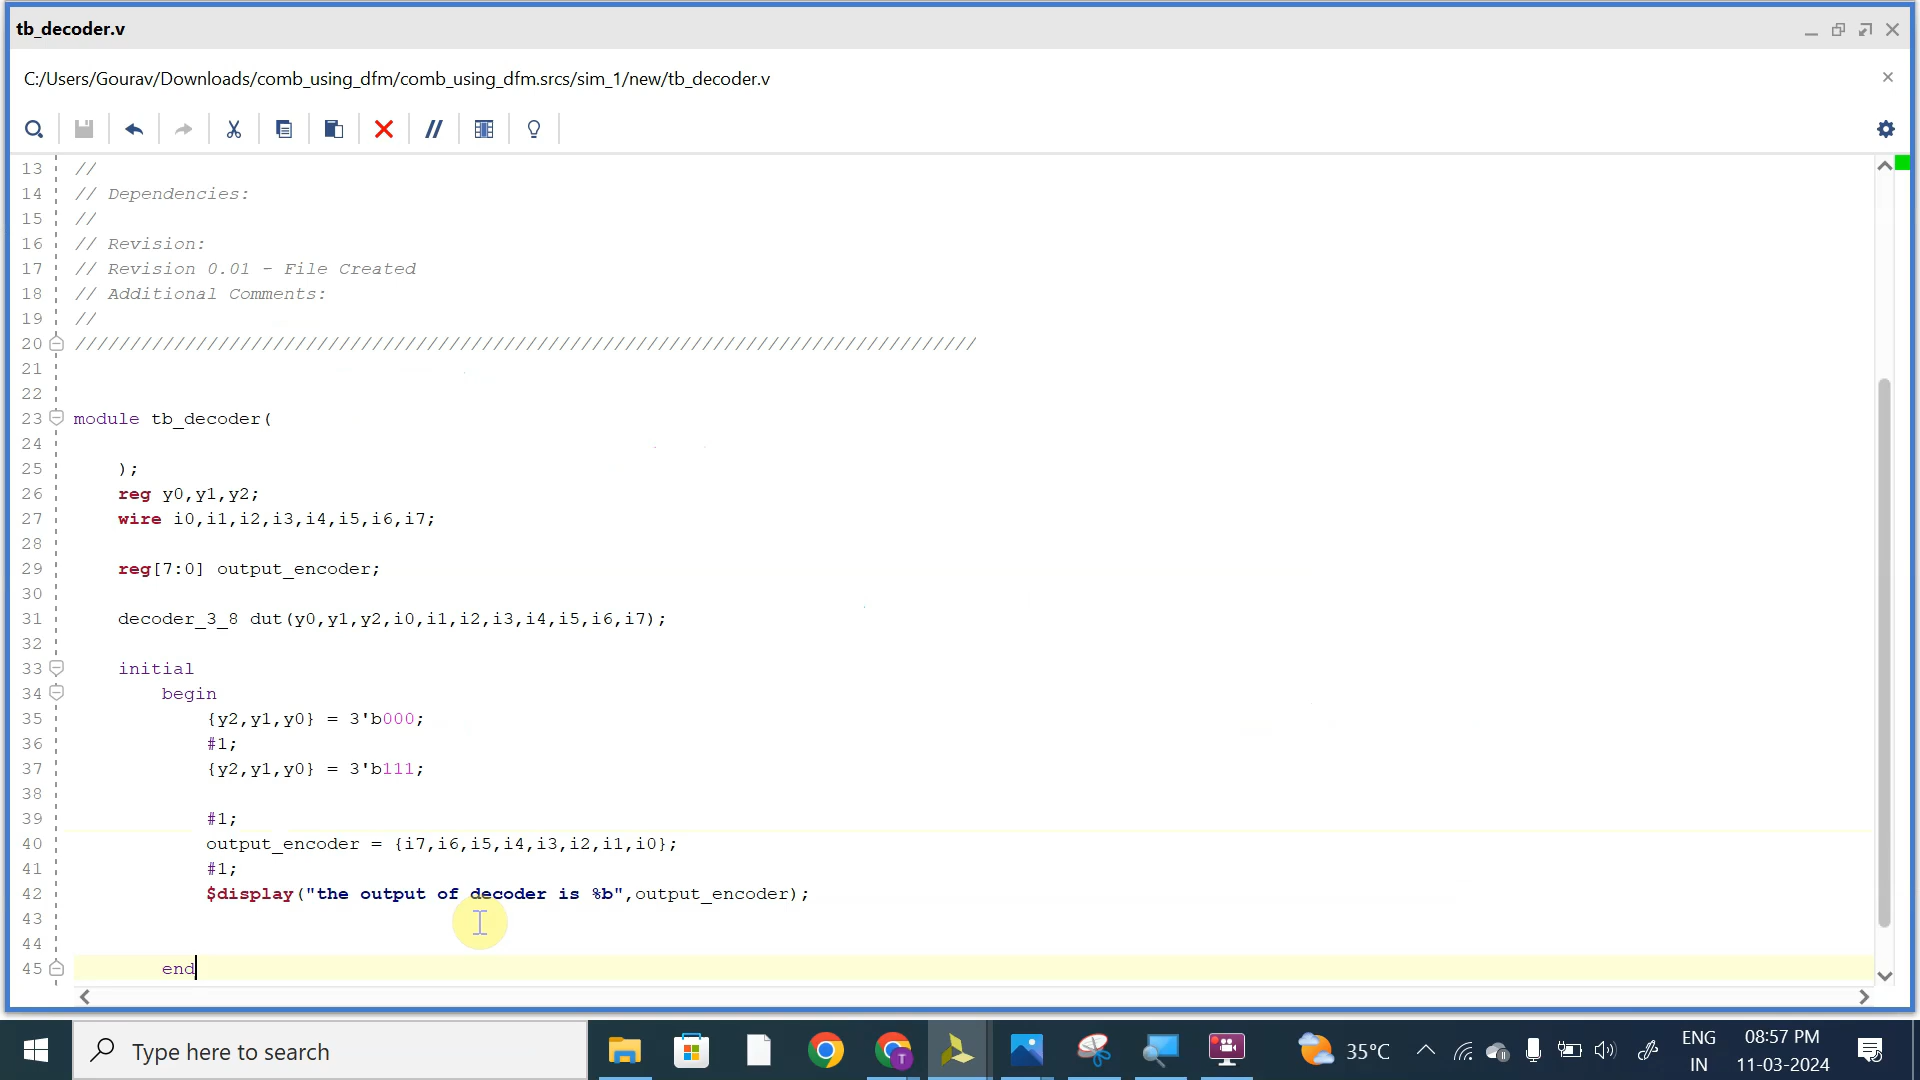 tb_decoder.v
C:/Users/Gourav/Downloads/comb_using_dfm/comb_using_dfm.srcs/sim_1/new/tb_decoder.v
13 //
14 // Dependencies:
15 //
16 // Revision:
17 // Revision 0.01 - File Created
18 // Additional Comments:
19 //
20 //////////////////////////////////////////////////////////////////////////////////
21
22
23 module tb_decoder(
24
25 );
26 reg y0,y1,y2;
27 wire i0,i1,i2,i3,i4,i5,i6,i7;
28
29 reg[7:0] output_encoder;
30
31 decoder_3_8 dut(y0,y1,y2,i0,i1,i2,i3,i4,i5,i6,i7);
32
33 initial
34 begin
35 {y2,y1,y0} = 3'b000;
36 #1;
37 {y2,y1,y0} = 3'b111;
38
39 #1;
40 output_encoder = {i7,i6,i5,i4,i3,i2,i1,i0};
41 #1;
42 $display("the output of decoder is %b",output_encoder);
43
44
45 end
Type here to search
T
35°C
ENG
IN
08:57 PM
11-03-2024